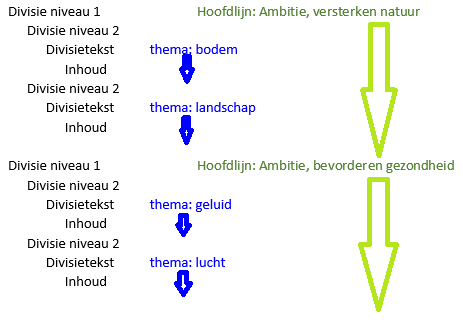 Divisie niveau 1 Hoofdlijn: Ambitie, versterken natuur
Divisie niveau 2
Divisietekst thema: bodem
Inhoud
Divisie niveau 2
Divisietekst thema: landschap
Inhoud
Divisie niveau 1 Hoofdlijn: Ambitie, bevorderen gezondheid
Divisie niveau 2
Divisietekst thema: geluid
Inhoud
Divisie niveau 2
Divisietekst thema: lucht
Inhoud